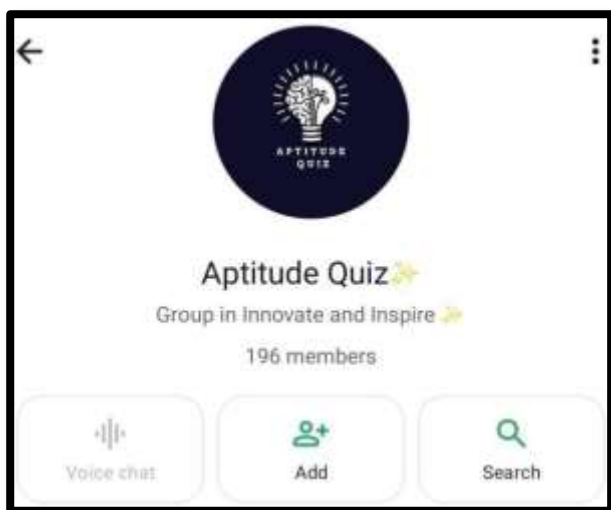 APTITUDE
QUIZ
Aptitude Quiz✨
Group in Innovate and Inspire ✨
196 members
Voice chat
Add
Search